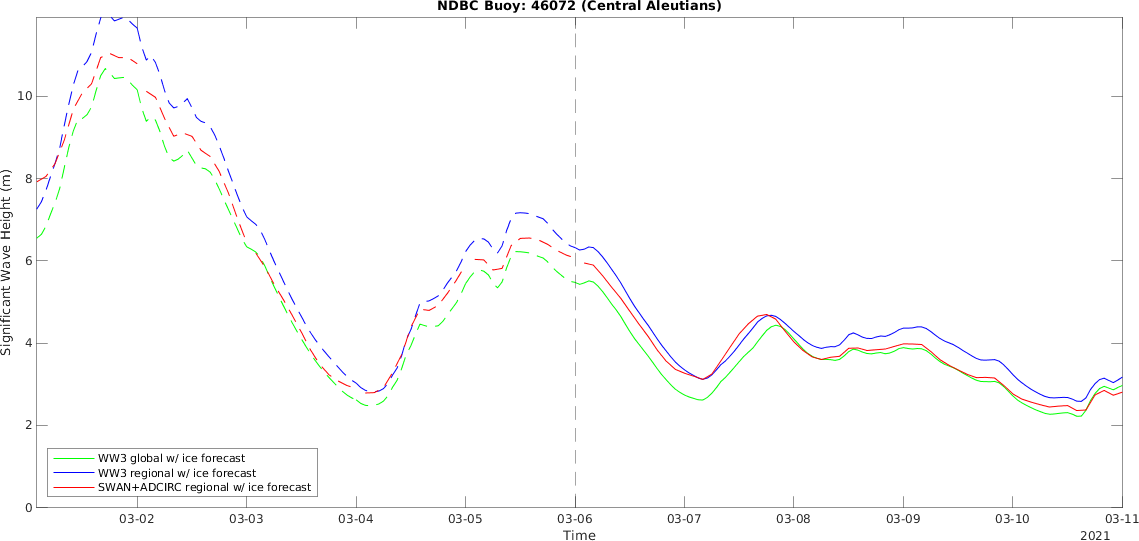 NDBC Buoy: 46072 (Central Aleutians)
Significant Wave Height (m)
10
8
6
4
2
0
WW3 global w/ ice forecast
WW3 regional w/ ice forecast
SWAN+ADCIRC regional w/ ice forecast
03-02 03-03 03-04 03-05 03-06 03-07 03-08 03-09 03-10 03-11
Time
2021